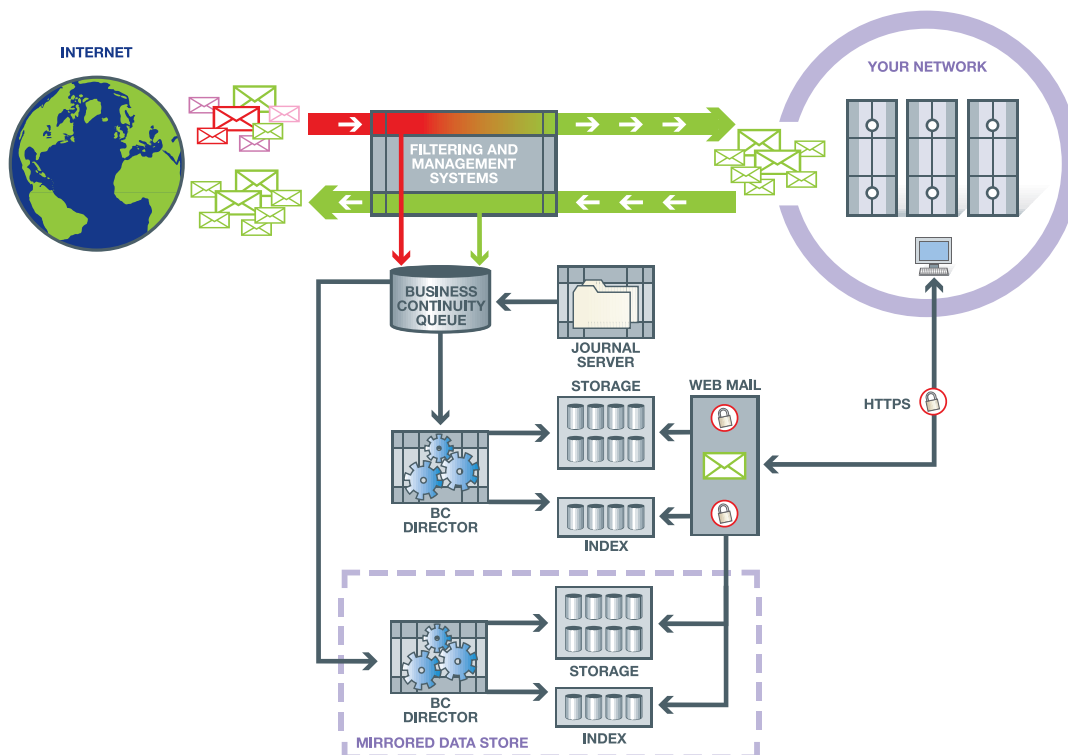 INTERNET
YOUR NETWORK
FILTERING AND
MANAGEMENT
SYSTEMS
BUSINESS
CONTINUITY
QUEUE
JOURNAL
SERVER
STORAGE
WEB MAIL
HTTPS
BC
DIRECTOR
INDEX
STORAGE
BC
DIRECTOR
INDEX
MIRRORED DATA STORE